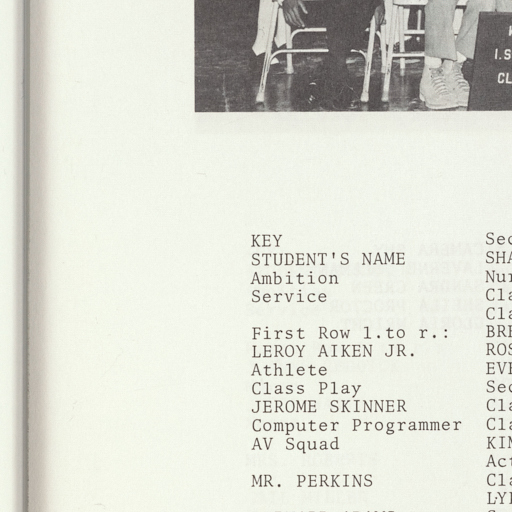 I.S
CL
KEY
STUDENT'S NAME
Ambition
Service
First Row l.to r.:
LEROY AIKEN JR.
Athlete
Class Play
JEROME SKINNER
Computer Programmer
AV Squad
MR. PERKINS
Sec
SHA
Nur
Cla
Cla
BRE
ROS
EVE
Sec
Cla
Cla
KIM
Act
Cla
LYD